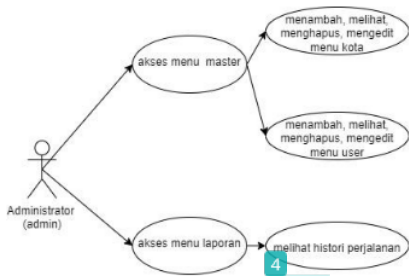 menambah, melihat,
menghapus, mengedit
menu kota
akses menu master
menambah, melihat,
menghapus, mengedit
menu user
Administrator
(admin)
akses menu laporan
melihat histori perjalanan
4